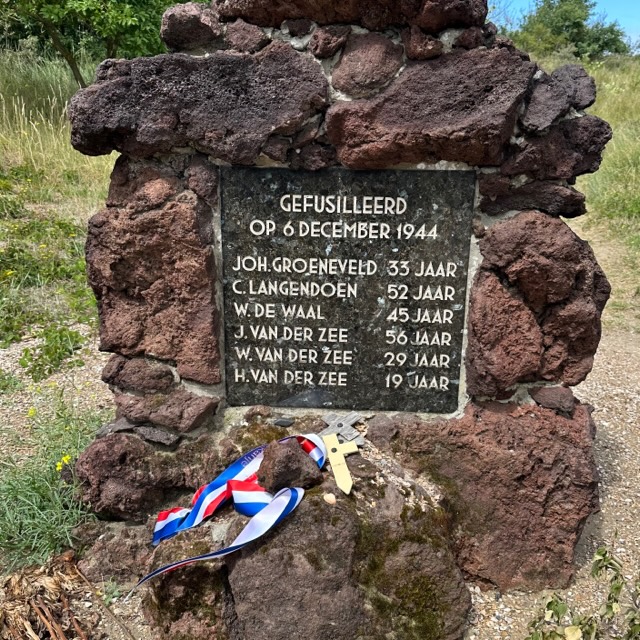 GEFUSILLEERD
OP 6 DECEMBER 1944
JOH. GROENEVELD 33 JAAR
C. LANGENDOEN 52 JAAR
W. DE WAAL 45 JAAR
J. VAN DER ZEE 56 JAAR
W. VAN DER ZEE 29 JAAR
H. VAN DER ZEE 19 JAAR